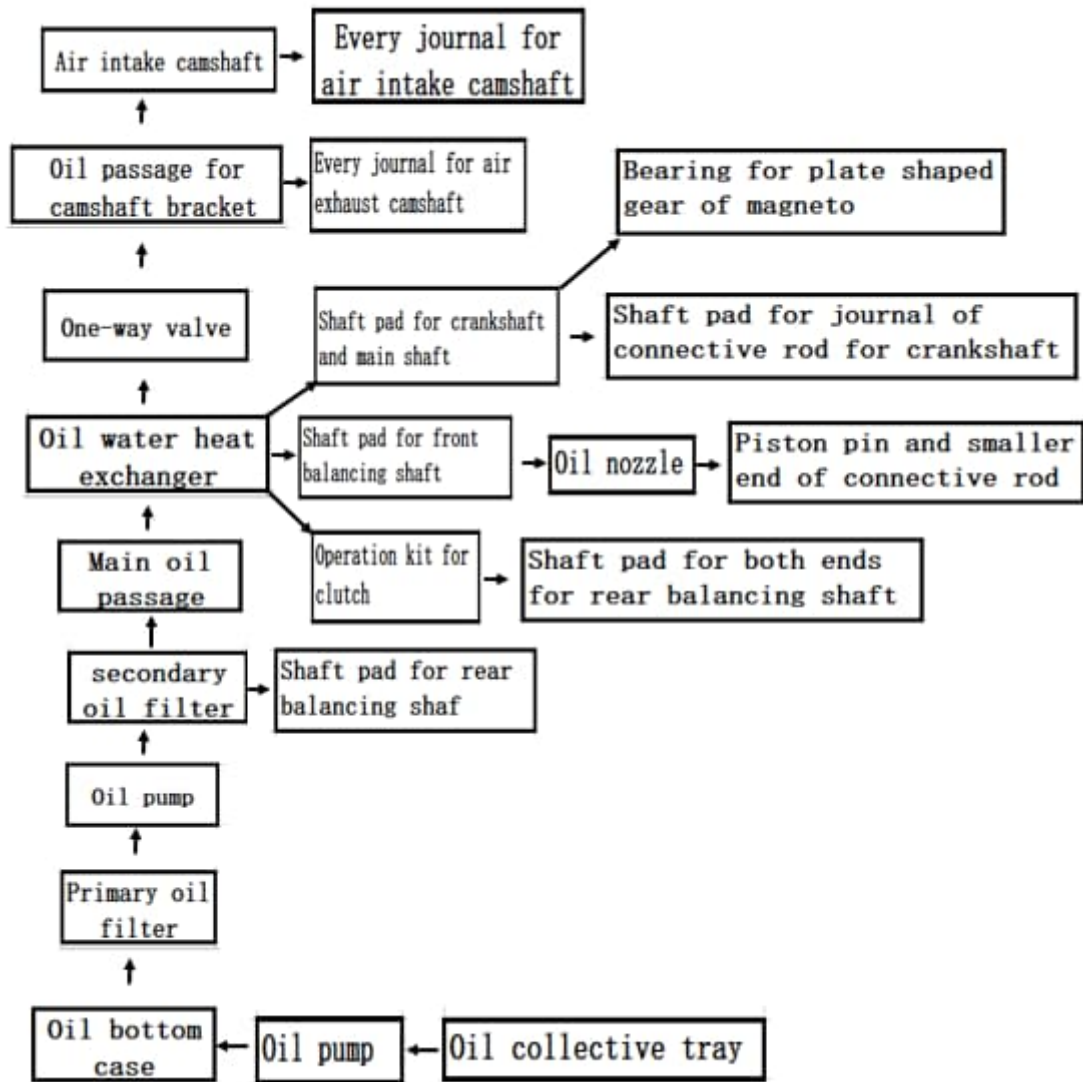 Air intake camshaft
Every journal for
air intake camshaft
Oil passage for
camshaft bracket
Every journal for air
exhaust camshaft
Bearing for plate shaped
gear of magneto
One-way valve
Shaft pad for crankshaft
and main shaft
Shaft pad for journal of
connective rod for crankshaft
Oil water heat
exchanger
Shaft pad for front
balancing shaft
Oil nozzle
Piston pin and smaller
end of connective rod
Main oil
passage
Operation kit for
clutch
Shaft pad for both ends
for rear balancing shaft
secondary
oil filter
Shaft pad for rear
balancing shaf
Oil pump
Primary oil
filter
Oil bottom
case
Oil pump
Oil collective tray